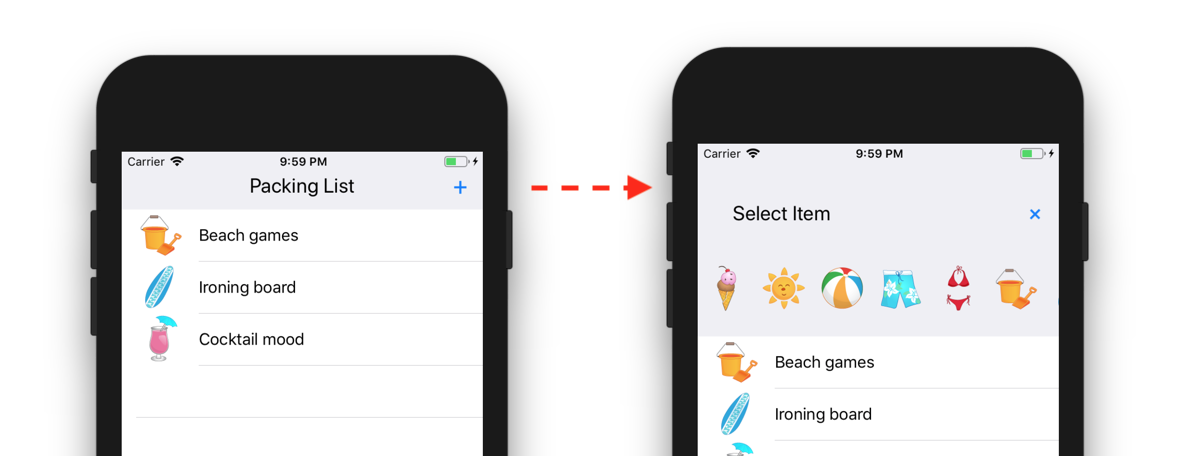 Carrier 9:59 PM
Packing List +
Beach games
Ironing board
Cocktail mood
Carrier 9:59 PM
Select Item ×
Beach games
Ironing board